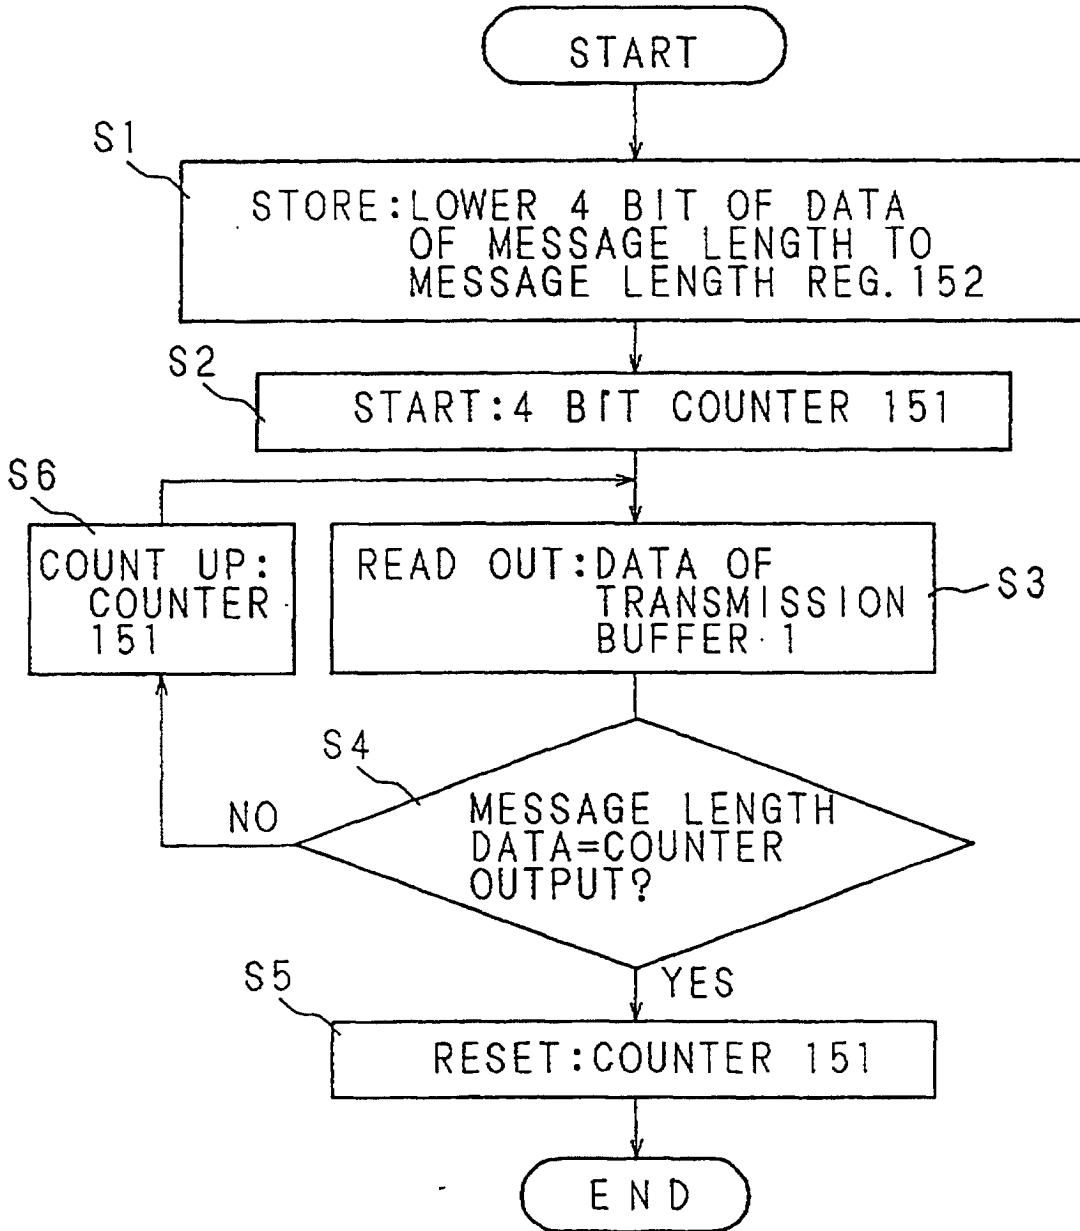 START
S1
STORE:LOWER 4 BIT OF DATA
OF MESSAGE LENGTH TO
MESSAGE LENGTH REG.152
S2
START:4 BIT COUNTER 151
S6
COUNT UP:
COUNTER
151
READ OUT:DATA OF
TRANSMISSION
BUFFER 1
S3
S4
NO
MESSAGE LENGTH
DATA=COUNTER
OUTPUT?
YES
S5
RESET:COUNTER 151
END